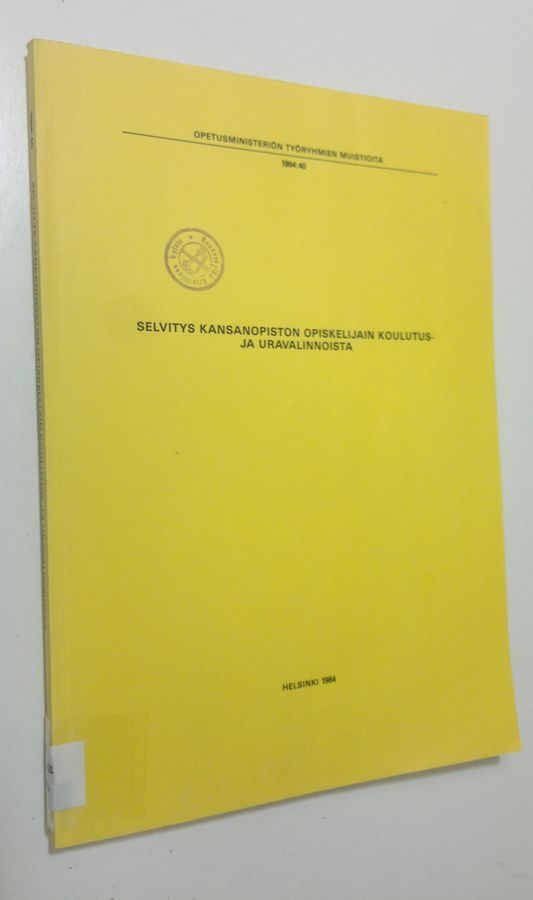 OPETUSMINISTERIÖN TYÖRYHMIEN MUISTIOITA
1984:40
SELVITYS KANSANOPISTON OPISKELIJAIN KOULUTUS-
JA URAVALINNOISTA
HELSINKI 1984